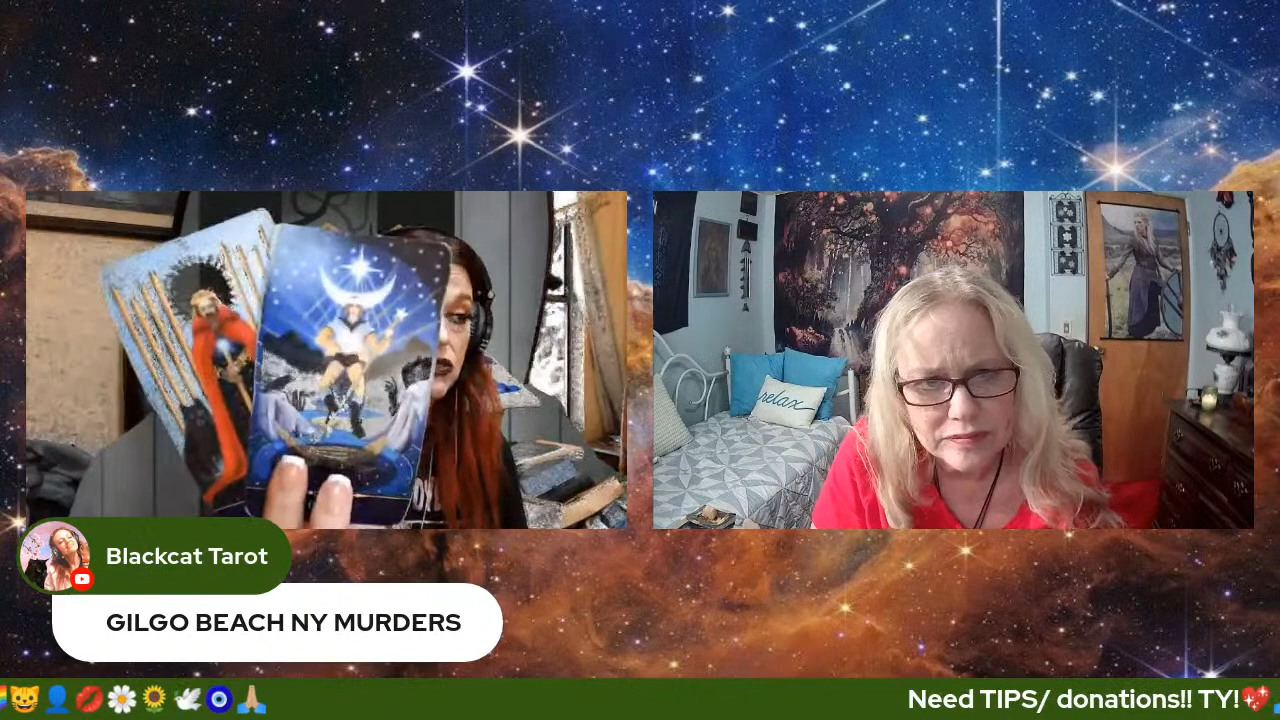 relax
Blackcat Tarot
GILGO BEACH NY MURDERS
Need TIPS/ donations!! TY!